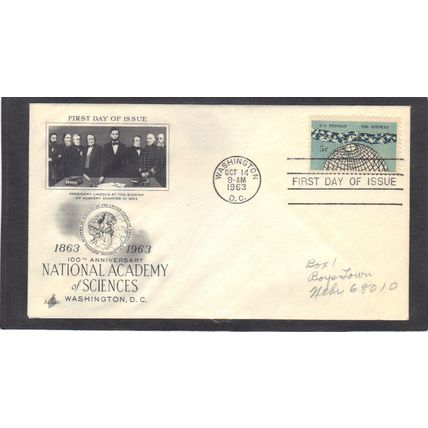 FIRST DAY OF ISSUE
PRESIDENT LINCOLN AT THE SIGNING
OF ACADEMY CHARTER IN 1863
1863 1963
100TH ANNIVERSARY
NATIONAL ACADEMY
of SCIENCES
WASHINGTON, D. C.
WASHINGTON
OCT 14
9-AM
1963
D. C.
U.S. POSTAGE THE SCIENCES
5¢
FIRST DAY OF ISSUE
Box 1
Boys Town
Nebr 68010